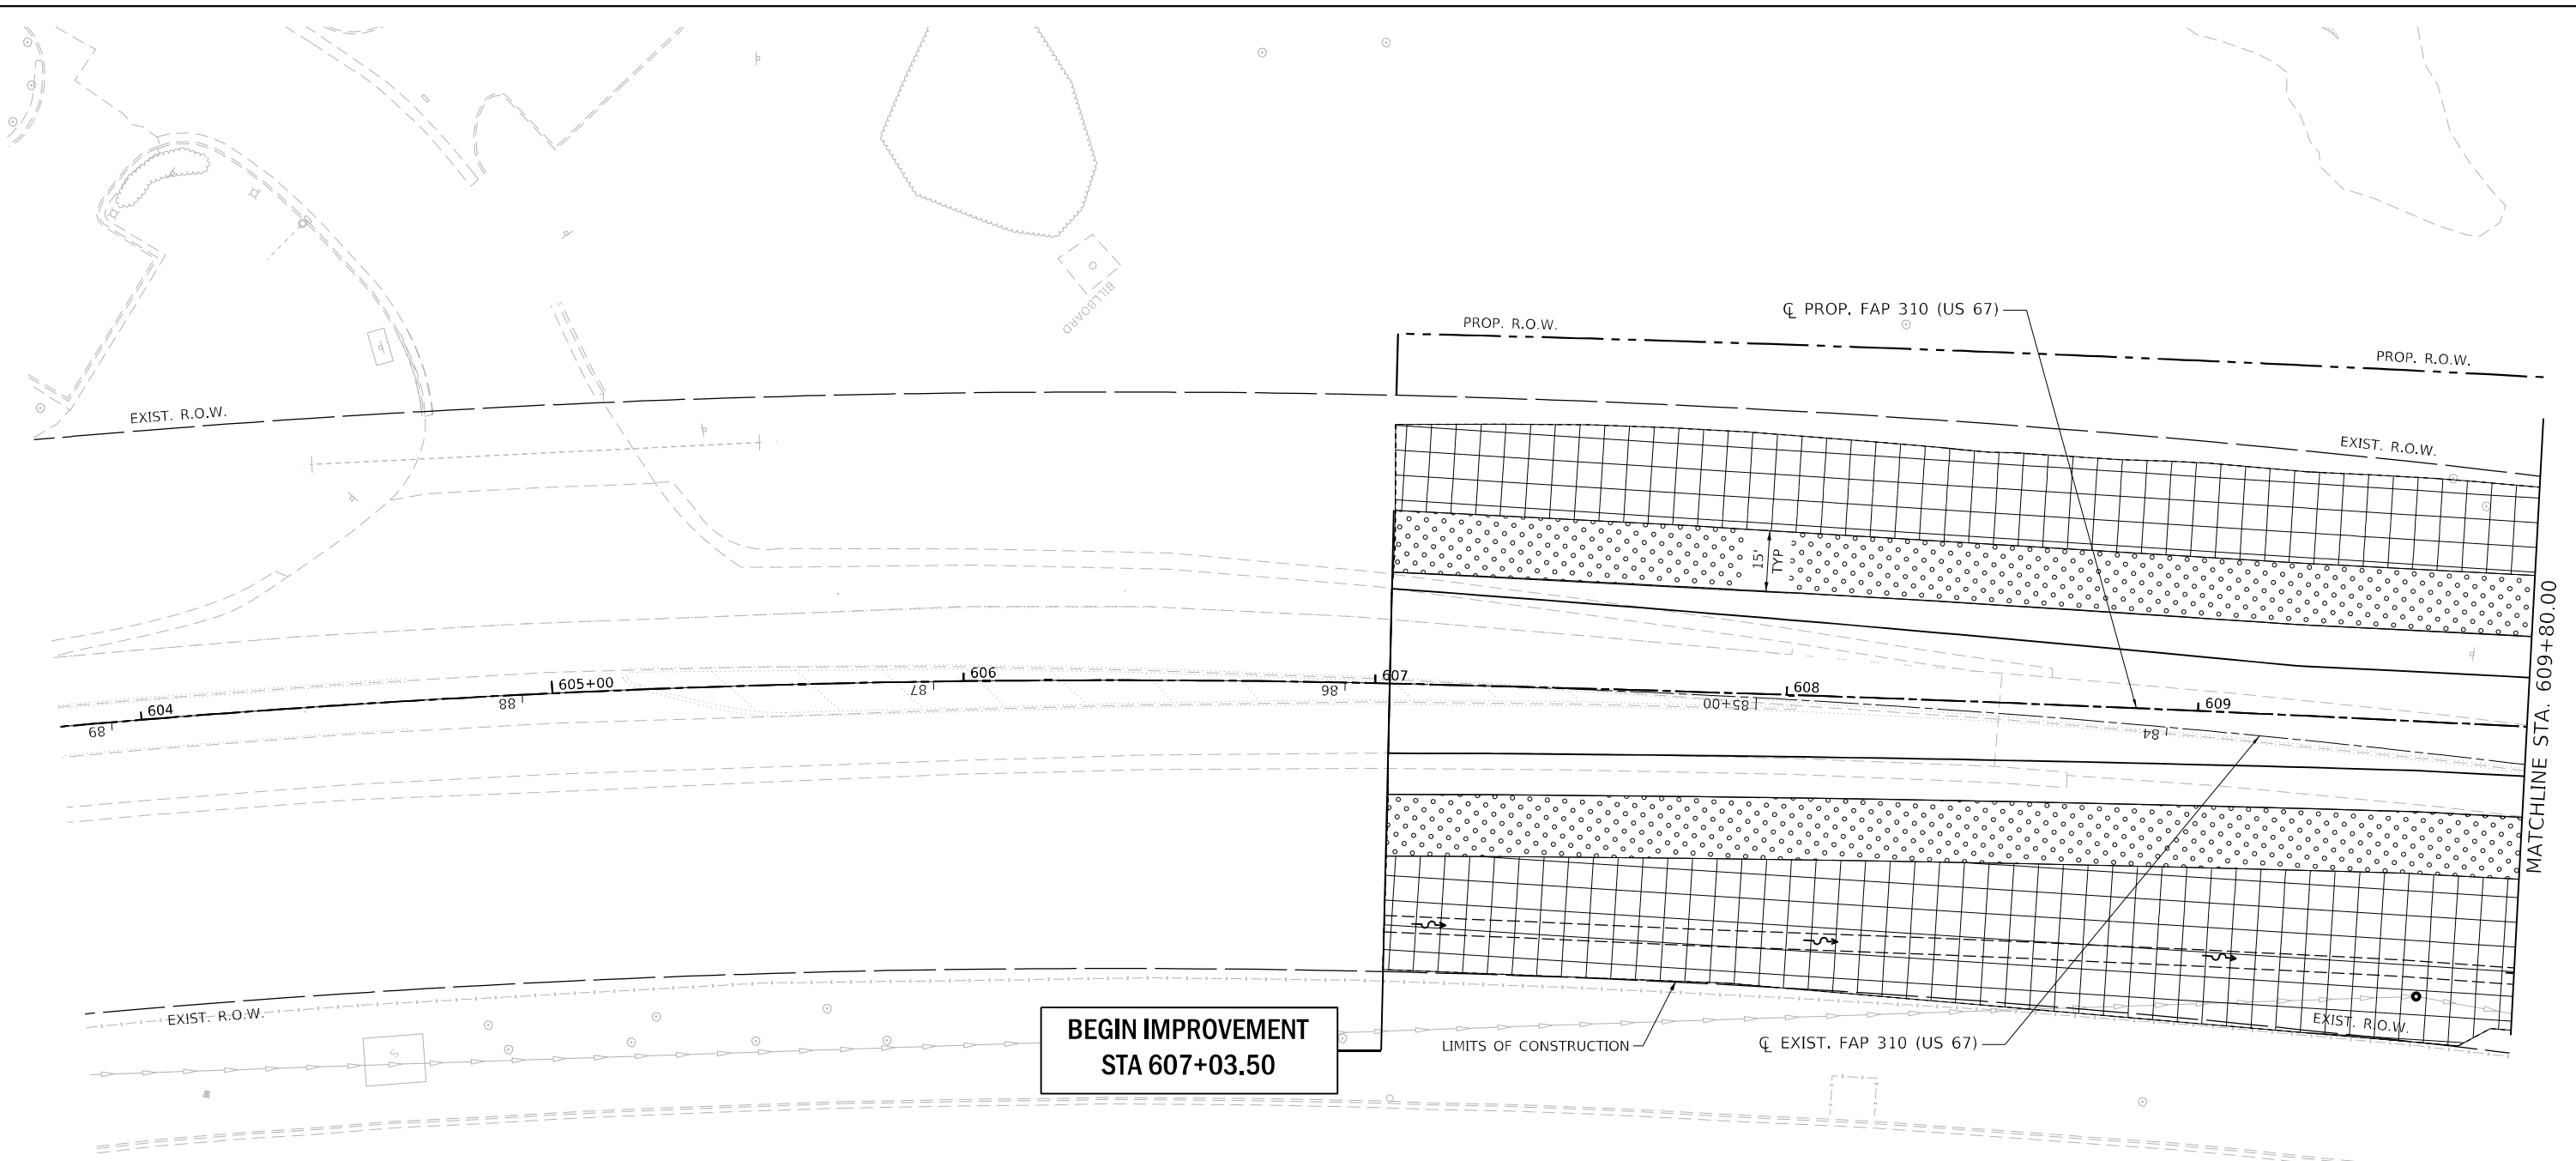 BILLBOARD
℄ PROP. FAP 310 (US 67)
PROP. R.O.W.
PROP. R.O.W.
EXIST. R.O.W.
EXIST. R.O.W.
15'
TYP
MATCHLINE STA. 609+80.00
604
605+00
606
607
608
609
89
88
87
86
85+00
84
EXIST. R.O.W.
EXIST. R.O.W.
S
BEGIN IMPROVEMENT
STA 607+03.50
LIMITS OF CONSTRUCTION
℄ EXIST. FAP 310 (US 67)